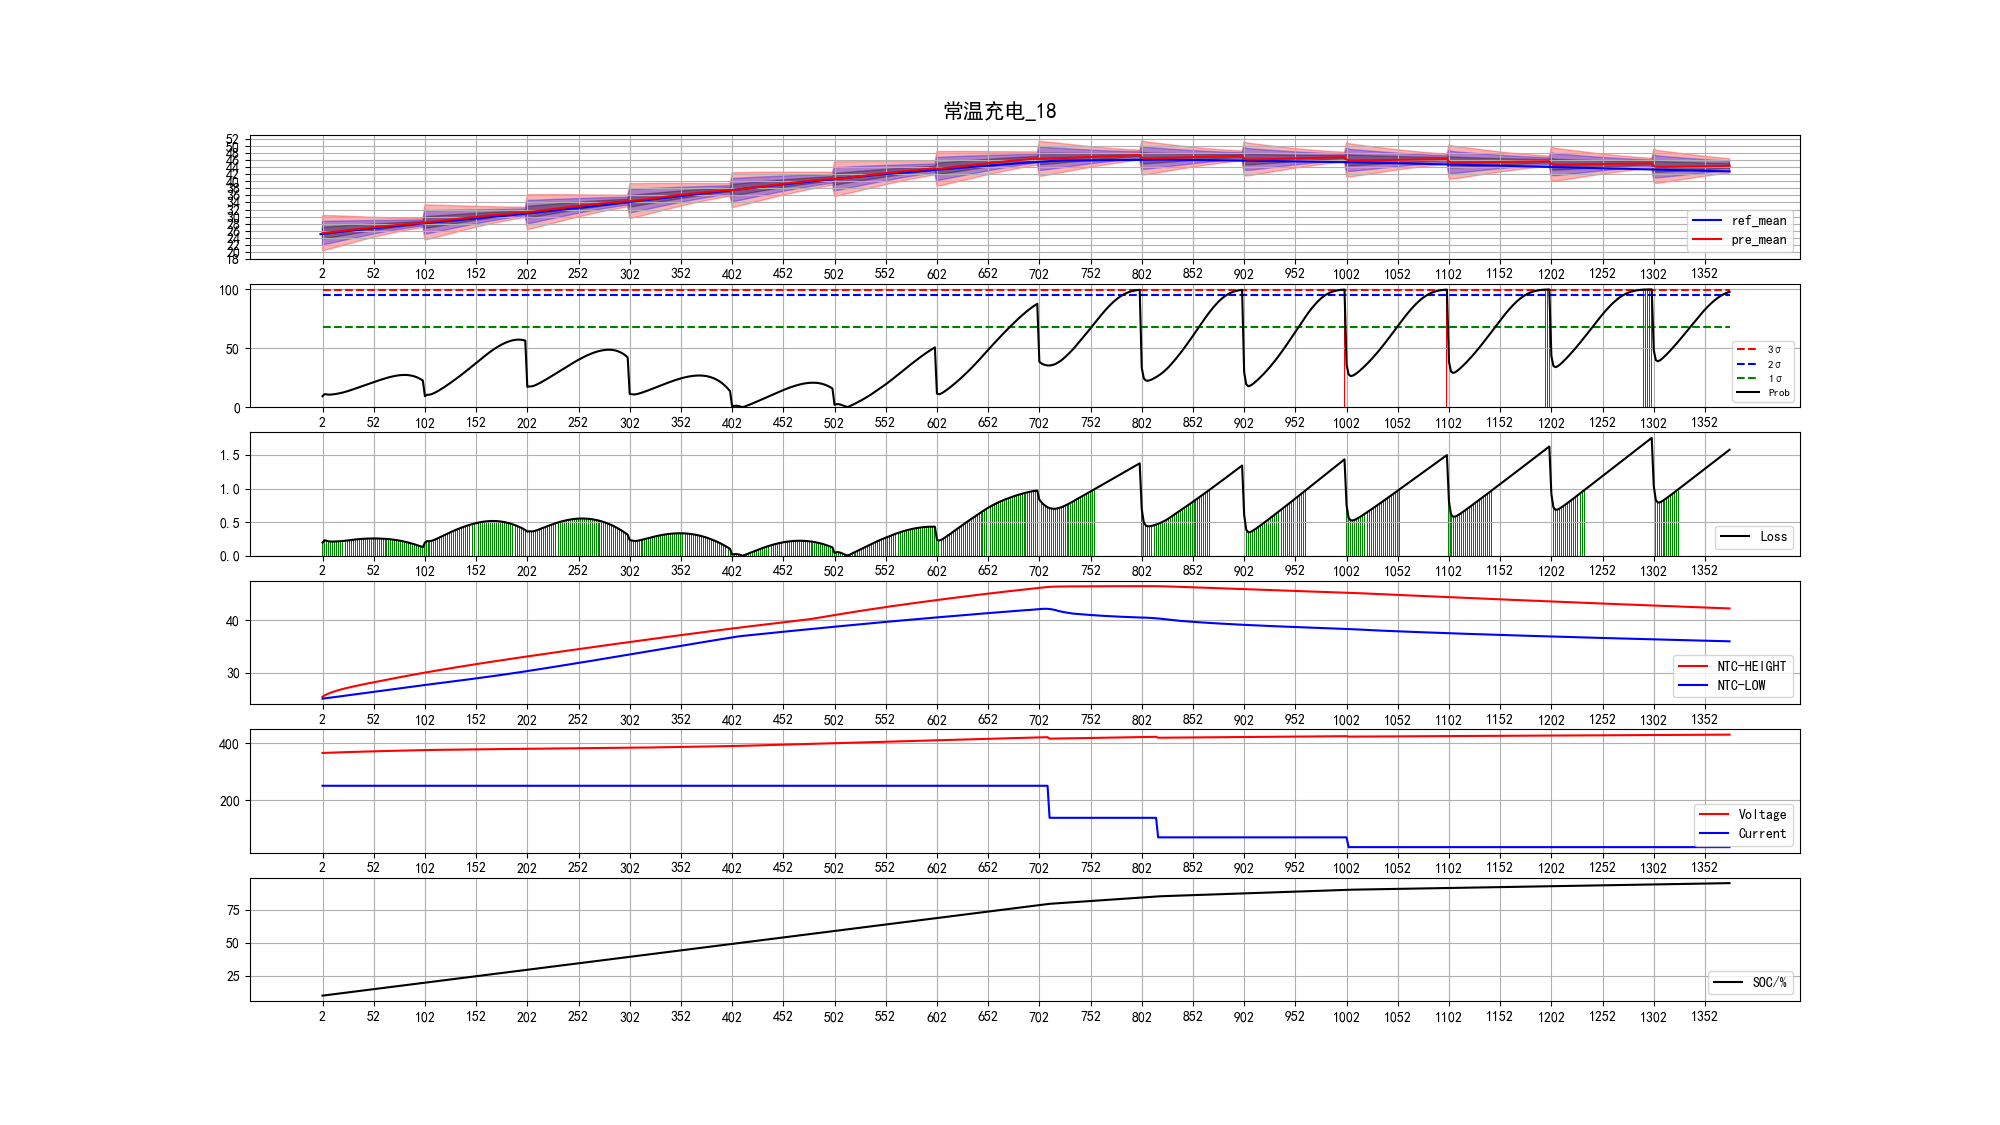 常温充电_18
52
50
48
46
44
42
40
38
36
34
32
30
28
26
24
22
20
18
ref_mean
pre_mean
2 52 102 152 202 252 302 352 402 452 502 552 602 652 702 752 802 852 902 952 1002 1052 1102 1152 1202 1252 1302 1352
100
50
0
3σ
2σ
1σ
Prob
2 52 102 152 202 252 302 352 402 452 502 552 602 652 702 752 802 852 902 952 1002 1052 1102 1152 1202 1252 1302 1352
1.5
1.0
0.5
0.0
Loss
2 52 102 152 202 252 302 352 402 452 502 552 602 652 702 752 802 852 902 952 1002 1052 1102 1152 1202 1252 1302 1352
40
30
NTC-HEIGHT
NTC-LOW
2 52 102 152 202 252 302 352 402 452 502 552 602 652 702 752 802 852 902 952 1002 1052 1102 1152 1202 1252 1302 1352
400
200
Voltage
Current
2 52 102 152 202 252 302 352 402 452 502 552 602 652 702 752 802 852 902 952 1002 1052 1102 1152 1202 1252 1302 1352
75
50
25
SOC/%
2 52 102 152 202 252 302 352 402 452 502 552 602 652 702 752 802 852 902 952 1002 1052 1102 1152 1202 1252 1302 1352